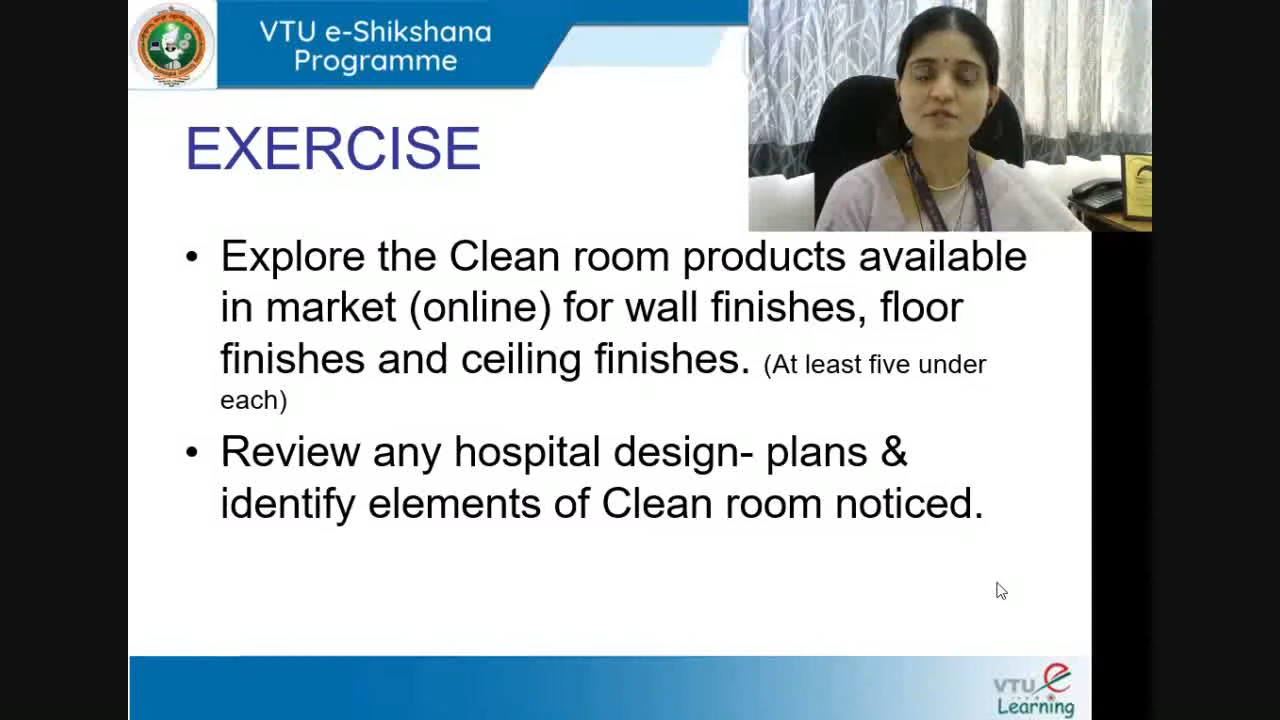 VTU e-Shikshana
Programme
EXERCISE
• Explore the Clean room products available
in market (online) for wall finishes, floor
finishes and ceiling finishes. (At least five under
each)
• Review any hospital design- plans &
identify elements of Clean room noticed.
VTU e
Learning